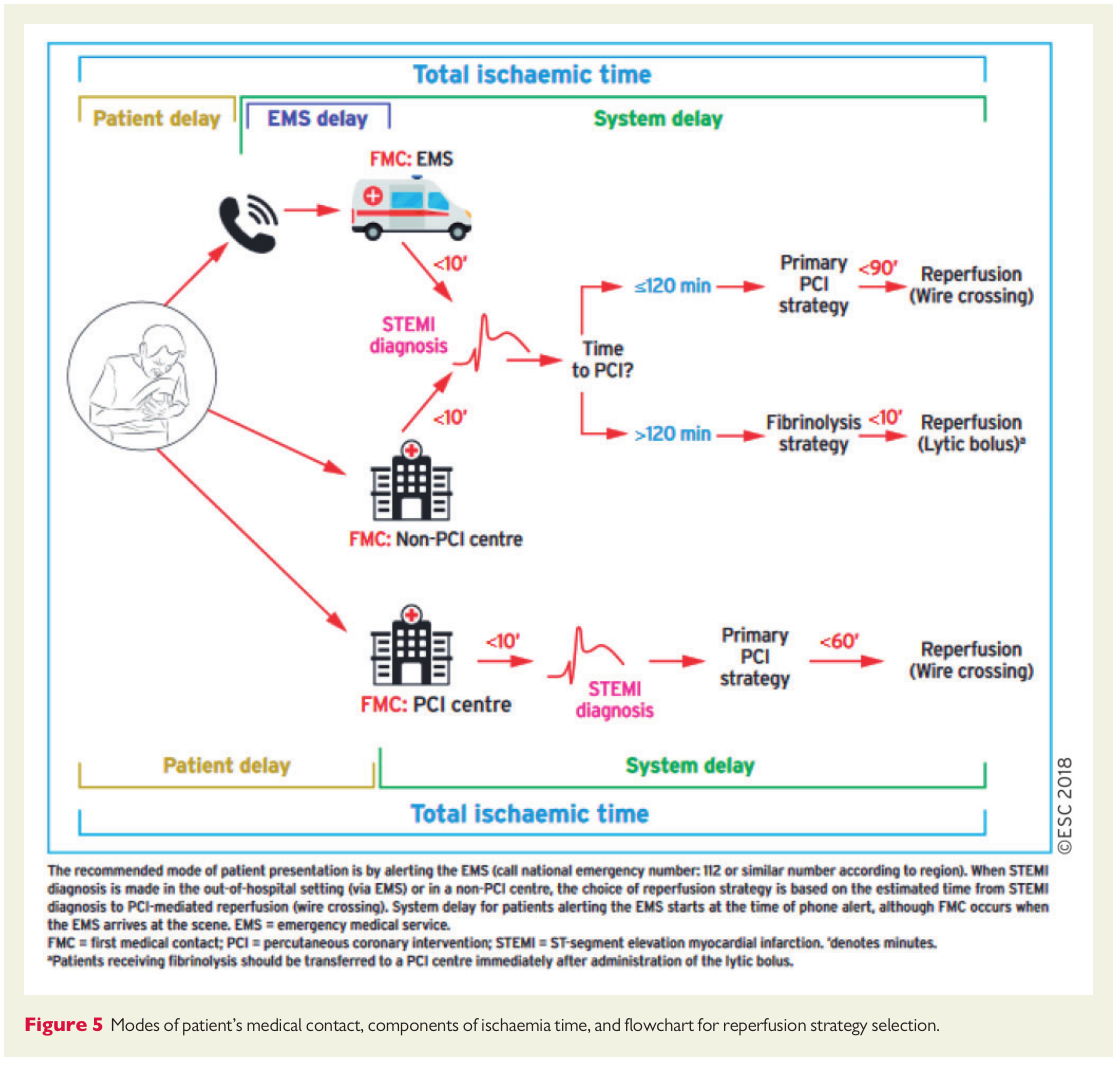 Total ischaemic time
Patient delay
EMS delay
System delay
FMC: EMS
<10'
STEMI
diagnosis
<10'
Time
to PCI?
≤120 min
Primary
PCI
strategy
<90'
Reperfusion
(Wire crossing)
>120 min
Fibrinolysis
strategy
<10'
Reperfusion
(Lytic bolus)ᵃ
FMC: Non-PCI centre
FMC: PCI centre
<10'
STEMI
diagnosis
Primary
PCI
strategy
<60'
Reperfusion
(Wire crossing)
Patient delay
System delay
Total ischaemic time
©ESC 2018
The recommended mode of patient presentation is by alerting the EMS (call national emergency number: 112 or similar number according to region). When STEMI
diagnosis is made in the out-of-hospital setting (via EMS) or in a non-PCI centre, the choice of reperfusion strategy is based on the estimated time from STEMI
diagnosis to PCI-mediated reperfusion (wire crossing). System delay for patients alerting the EMS starts at the time of phone alert, although FMC occurs when
the EMS arrives at the scene. EMS = emergency medical service.
FMC = first medical contact; PCI = percutaneous coronary intervention; STEMI = ST-segment elevation myocardial infarction. 'denotes minutes.
ᵃPatients receiving fibrinolysis should be transferred to a PCI centre immediately after administration of the lytic bolus.
Figure 5 Modes of patient's medical contact, components of ischaemia time, and flowchart for reperfusion strategy selection.